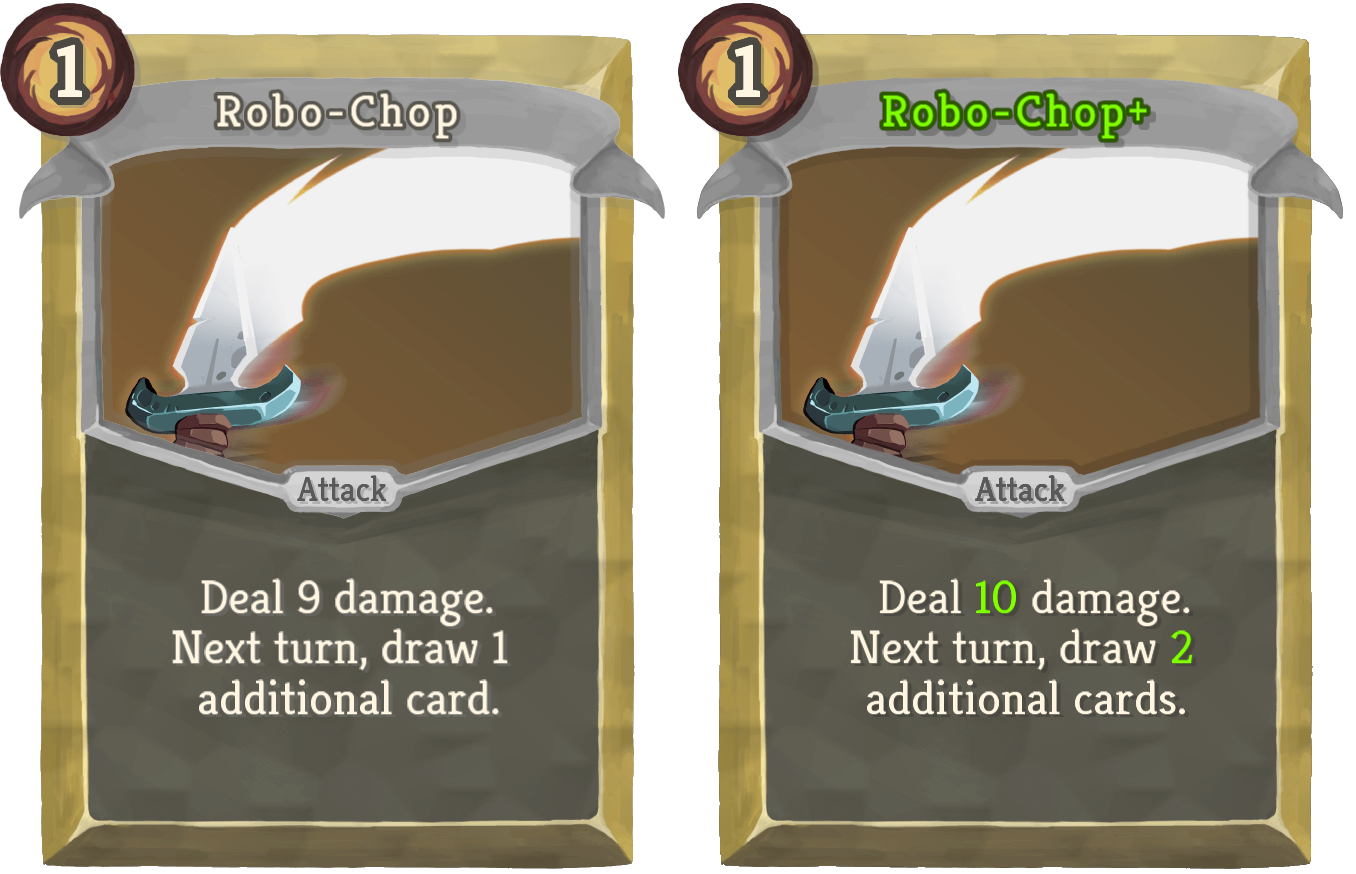 1
Robo-Chop
Attack
Deal 9 damage.
Next turn, draw 1
additional card.
1
Robo-Chop+
Attack
Deal 10 damage.
Next turn, draw 2
additional cards.